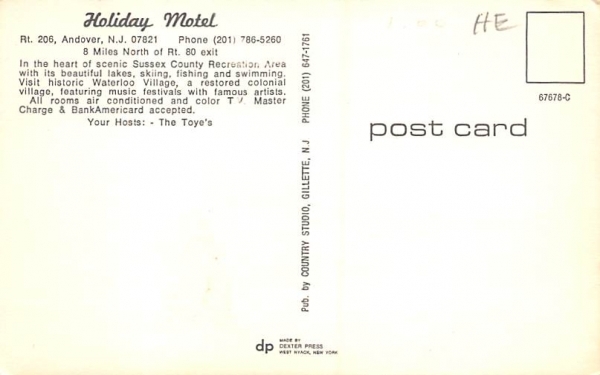 Holiday Motel
Rt. 206, Andover, N.J. 07821 Phone (201) 786-5260
8 Miles North of Rt. 80 exit
In the heart of scenic Sussex County Recreation Area
with its beautiful lakes, skiing, fishing and swimming.
Visit historic Waterloo Village, a restored colonial
village, featuring music festivals with famous artists.
All rooms air conditioned and color TV. Master
Charge & BankAmericard accepted.
Your Hosts: - The Toye's
Pub. by COUNTRY STUDIO, GILLETTE, N.J PHONE (201) 647-1761
HE
67678-C
post card
dp
MADE BY
DEXTER PRESS
WEST NYACK, NEW YORK